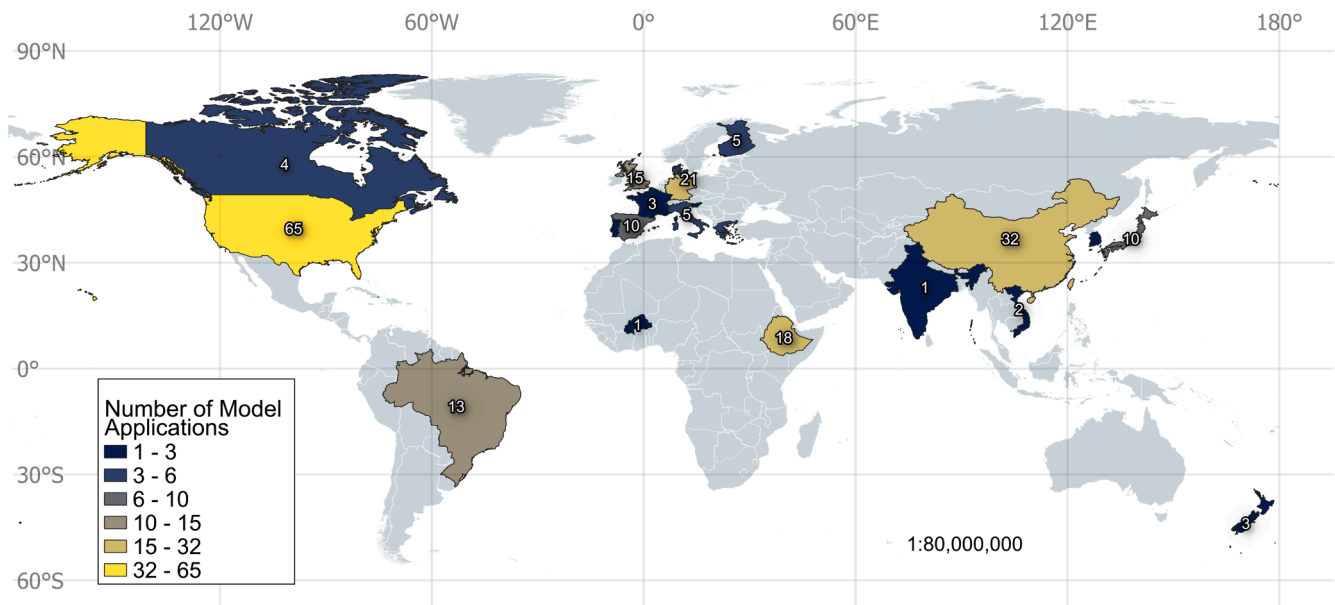 120°W 60°W 0° 60°E 120°E 180°
90°N
60°N
30°N
0°
30°S
60°S
4
65
13
15
21
5
3
5
10
1
18
32
10
1
2
3
Number of Model
Applications
1 - 3
3 - 6
6 - 10
10 - 15
15 - 32
32 - 65
1:80,000,000